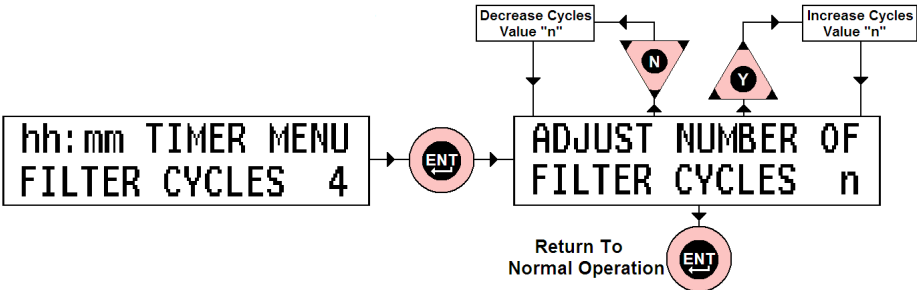 Decrease Cycles
Value "n"
Increase Cycles
Value "n"
N
Y
hh:mm TIMER MENU
FILTER CYCLES 4
ENT
ADJUST NUMBER OF
FILTER CYCLES n
Return To
Normal Operation
ENT